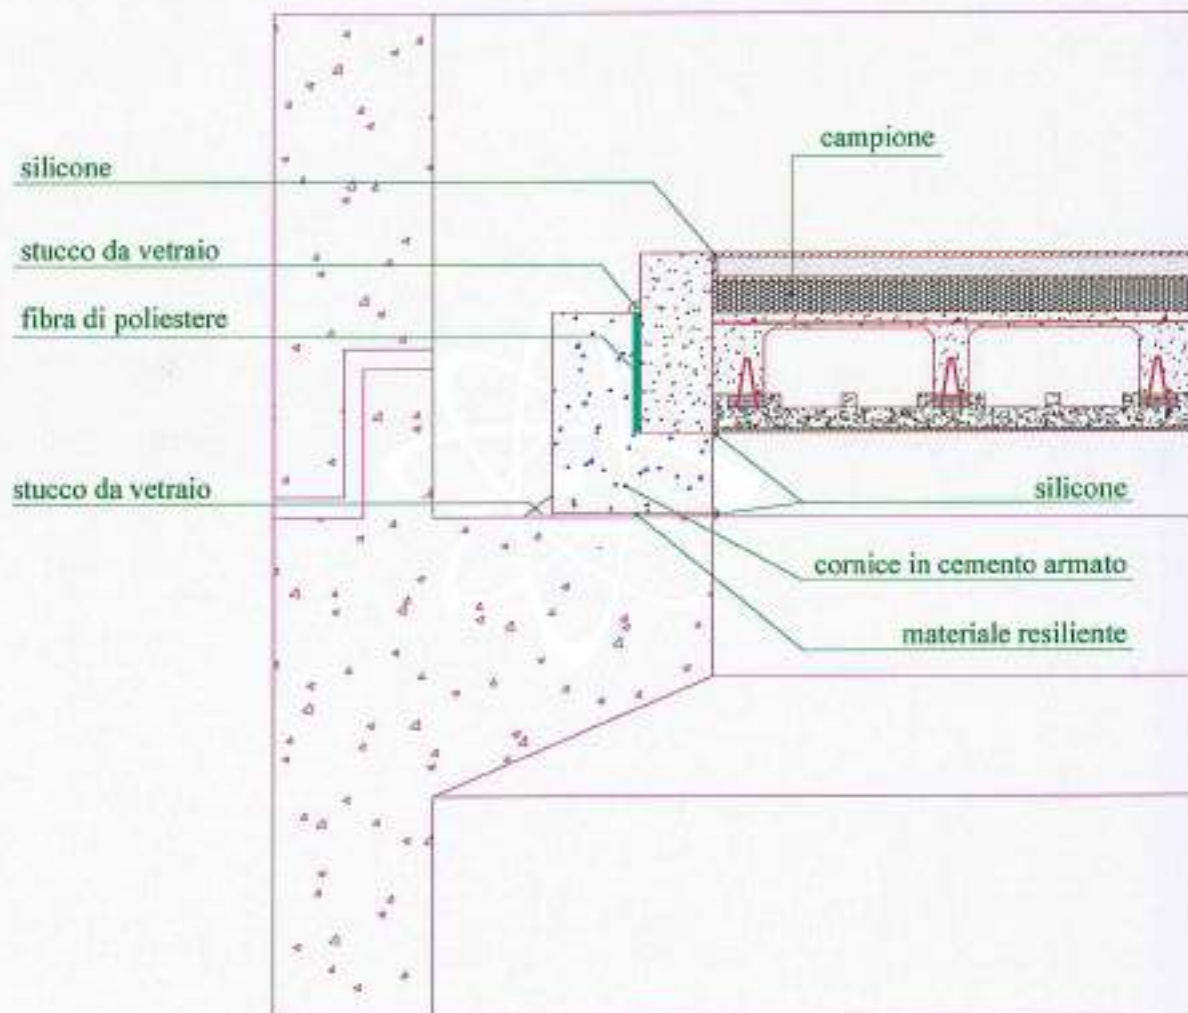 campione
silicone
stucco da vetraio
fibra di poliestere
stucco da vetraio
silicone
cornice in cemento armato
materiale resiliente